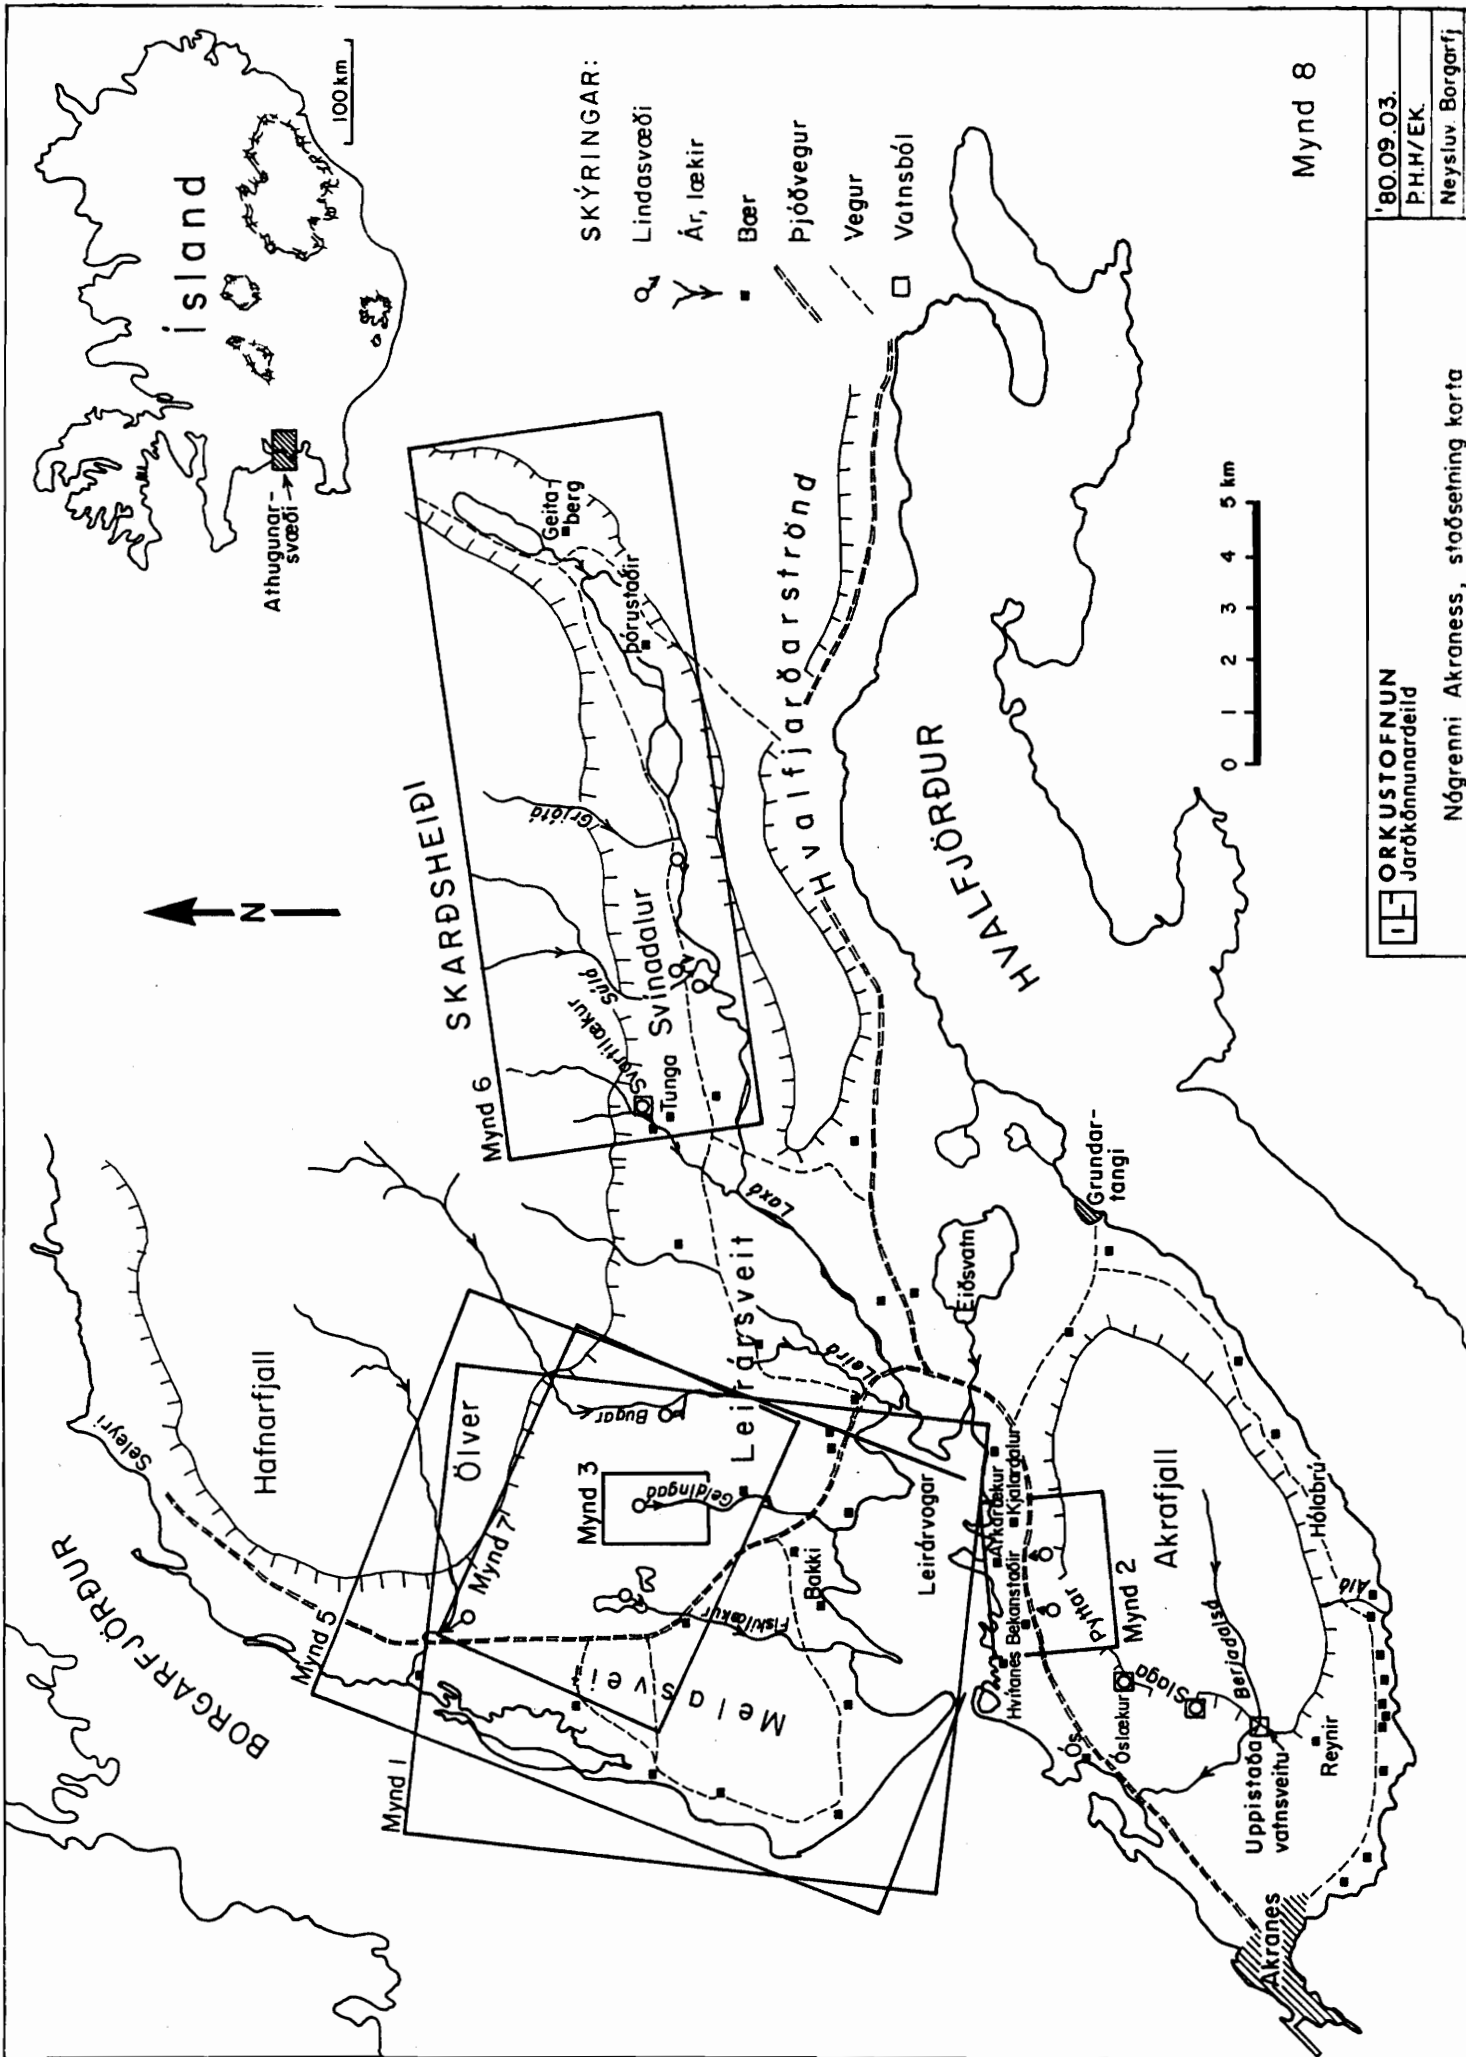 Ísland
100 km
Athugunar-
svæði
SKÝRINGAR:
Lindasvæði
Ár, lækir
Bær
Þjóðvegur
Vegur
Vatnsból
Mynd 8
N
BORGARFJÖRÐUR
Seleyri
Hafnarfjall
SKARÐSHEIÐI
Mynd 6
Svartilækur
Súlá
Grjótá
Tunga
Svínadalur
Þórustaðir
Geita-
berg
Mynd 5
Mynd 1
Ölver
Mynd 7
Mynd 3
Geldingaá
Bugar
Leirársveit
Laxá
Leirá
Melasvei
Fiskilækur
Bakki
Leirárvogar
Hvalfjarðarströnd
HVALFJÖRÐUR
Eiðsvatn
Grundar-
tangi
Hvítanes
Bekanstaðir
Arkarlækur
Kjalardalur
Pyttar
Mynd 2
Akrafjall
Ós
Óslækur
Slaga
Berjadalsá
Uppistaða
vatnsveitu
Reynir
Hólabrú
Álá
Akranes
0 1 2 3 4 5 km
ORKUSTOFNUN
Jarðkönnunardeild
'80.09.03.
P.H.H/EK.
Neysluv. Borgarfj
Nágrenni Akraness, staðsetning korta